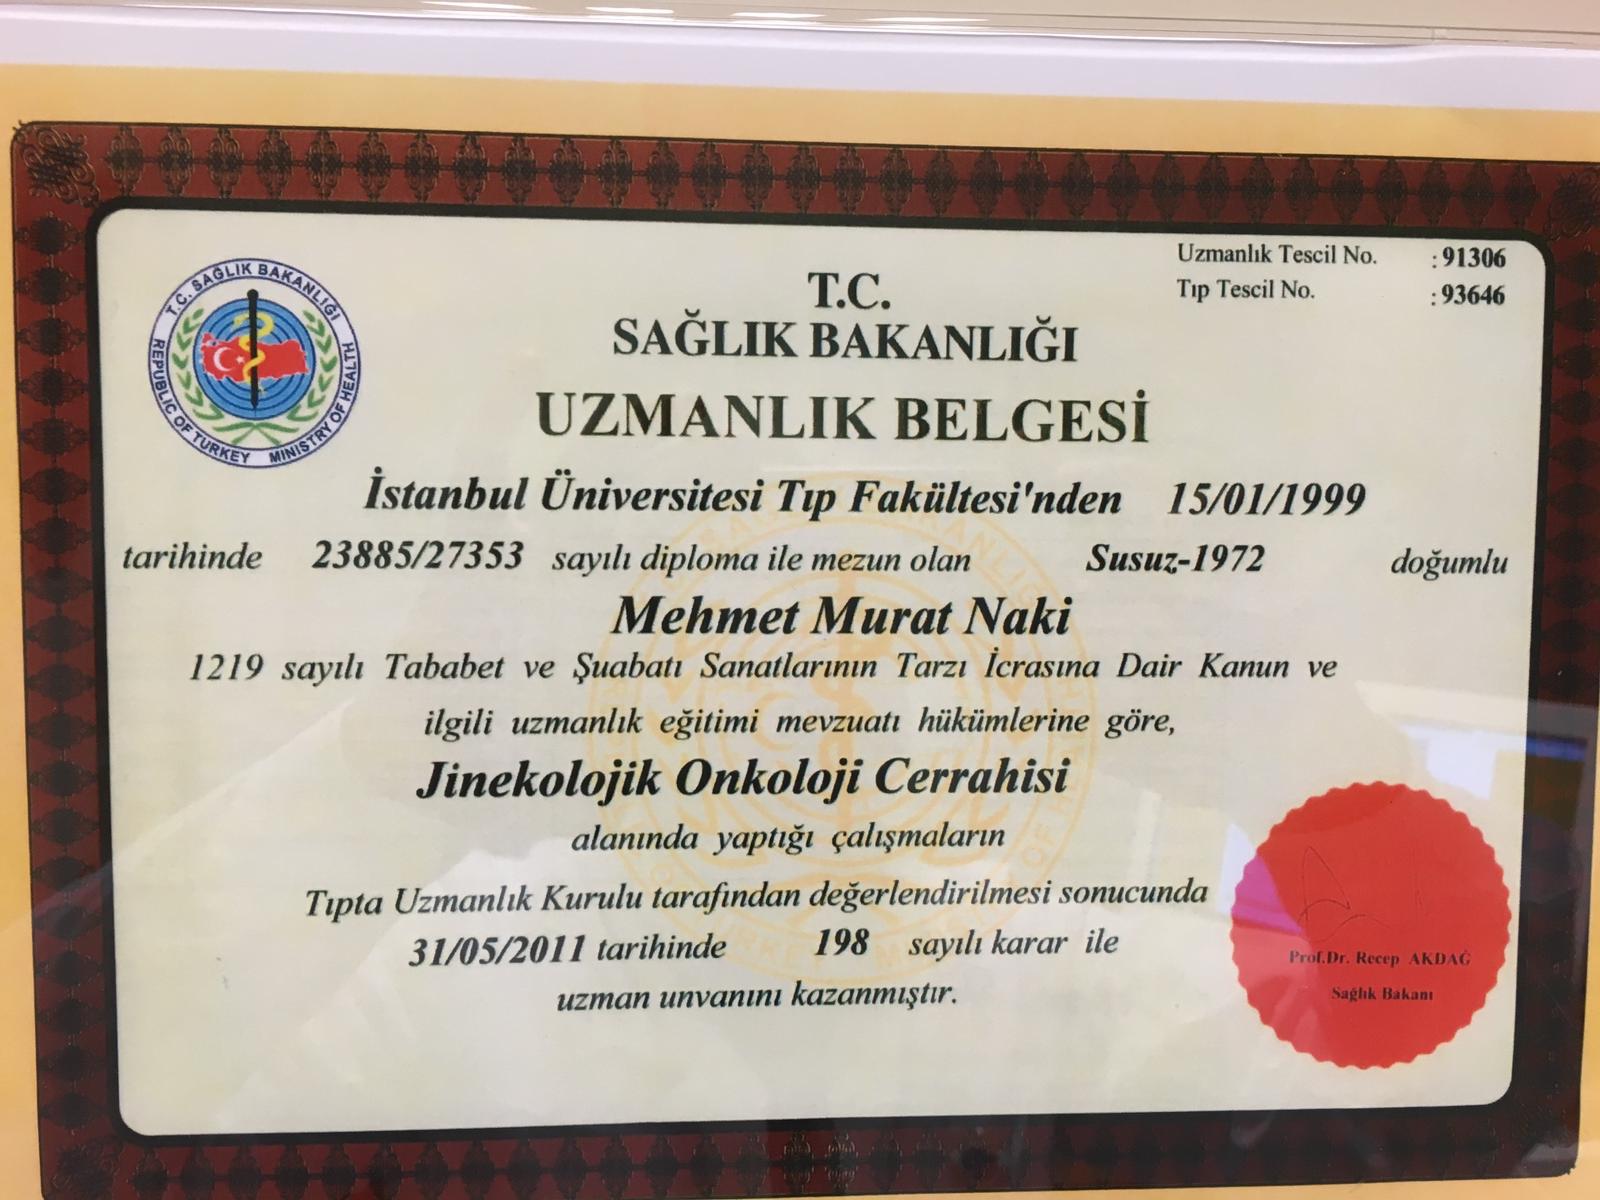 Uzmanlık Tescil No. : 91306
Tıp Tescil No. : 93646
T.C. SAĞLIK BAKANLIĞI
REPUBLIC OF TURKEY MINISTRY OF HEALTH
T.C.
SAĞLIK BAKANLIĞI
UZMANLIK BELGESİ
İstanbul Üniversitesi Tıp Fakültesi'nden 15/01/1999
tarihinde 23885/27353 sayılı diploma ile mezun olan Susuz-1972 doğumlu
Mehmet Murat Naki
1219 sayılı Tababet ve Şuabatı Sanatlarının Tarzı İcrasına Dair Kanun ve
ilgili uzmanlık eğitimi mevzuatı hükümlerine göre,
Jinekolojik Onkoloji Cerrahisi
alanında yaptığı çalışmaların
Tıpta Uzmanlık Kurulu tarafından değerlendirilmesi sonucunda
31/05/2011 tarihinde 198 sayılı karar ile
uzman unvanını kazanmıştır.
Prof.Dr. Recep AKDAĞ
Sağlık Bakanı